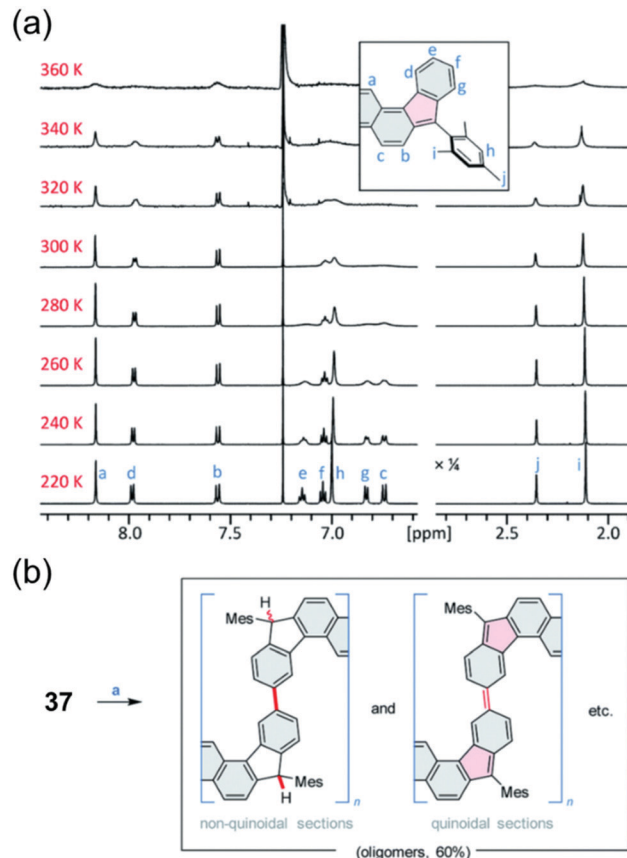 (a)
360 K
340 K
320 K
300 K
280 K
260 K
240 K
220 K
a
b
c
d
e
f
g
h
i
j
a
d
b
e
f
h
g
c
× ¼
j
i
8.0
7.5
7.0
[ppm]
2.5
2.0
(b)
37
a
H
Mes
Mes
H
n
non-quinoidal sections
and
Mes
Mes
n
quinoidal sections
etc.
(oligomers, 60%)